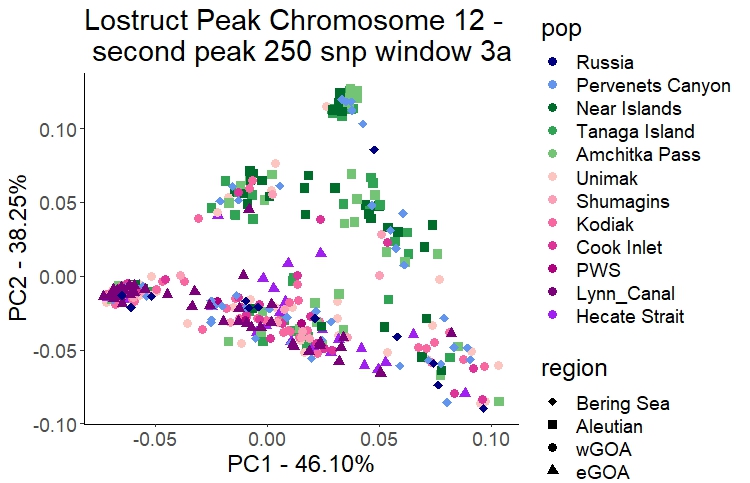 Lostruct Peak Chromosome 12 -
second peak 250 snp window 3a
PC2 - 38.25%
0.10
0.05
0.00
-0.05
-0.10
-0.05
0.00
0.05
0.10
PC1 - 46.10%
pop
Russia
Pervenets Canyon
Near Islands
Tanaga Island
Amchitka Pass
Unimak
Shumagins
Kodiak
Cook Inlet
PWS
Lynn_Canal
Hecate Strait
region
Bering Sea
Aleutian
wGOA
eGOA